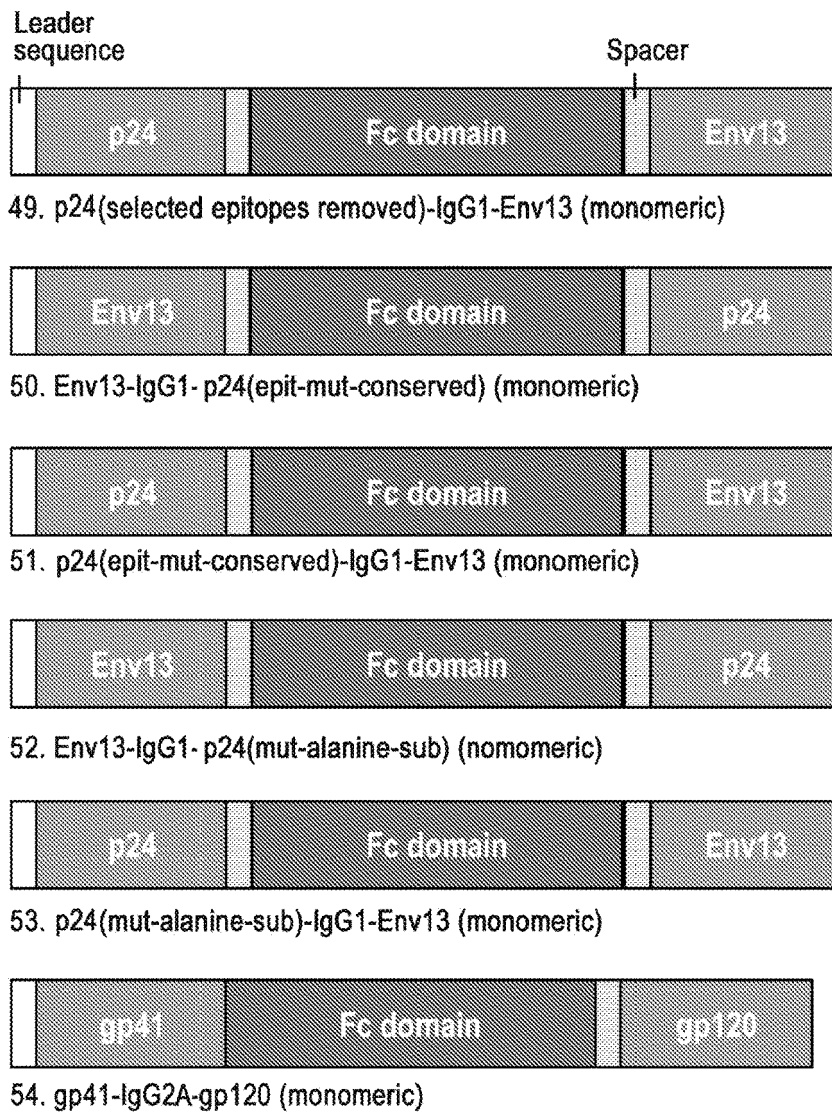 Leader
sequence
Spacer
p24 Fc domain Env13
49. p24(selected epitopes removed)-IgG1-Env13 (monomeric)
Env13 Fc domain p24
50. Env13-IgG1- p24(epit-mut-conserved) (monomeric)
p24 Fc domain Env13
51. p24(epit-mut-conserved)-IgG1-Env13 (monomeric)
Env13 Fc domain p24
52. Env13-IgG1- p24(mut-alanine-sub) (nomomeric)
p24 Fc domain Env13
53. p24(mut-alanine-sub)-IgG1-Env13 (monomeric)
gp41 Fc domain gp120
54. gp41-IgG2A-gp120 (monomeric)